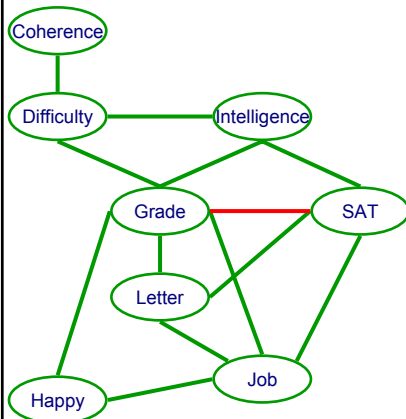 Coherence
Difficulty
Intelligence
Grade
SAT
Letter
Job
Happy